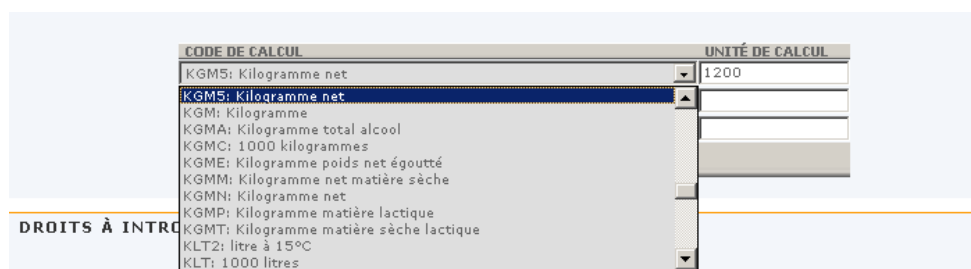 CODE DE CALCUL UNITÉ DE CALCUL
KGM5: Kilogramme net 1200
KGM5: Kilogramme net
KGM: Kilogramme
KGMA: Kilogramme total alcool
KGMC: 1000 kilogrammes
KGME: Kilogramme poids net égoutté
KGMM: Kilogramme net matière sèche
KGMN: Kilogramme net
KGMP: Kilogramme matière lactique
DROITS À INTRO
KGMT: Kilogramme matière sèche lactique
KLT2: litre à 15ºC
KLT: 1000 litres